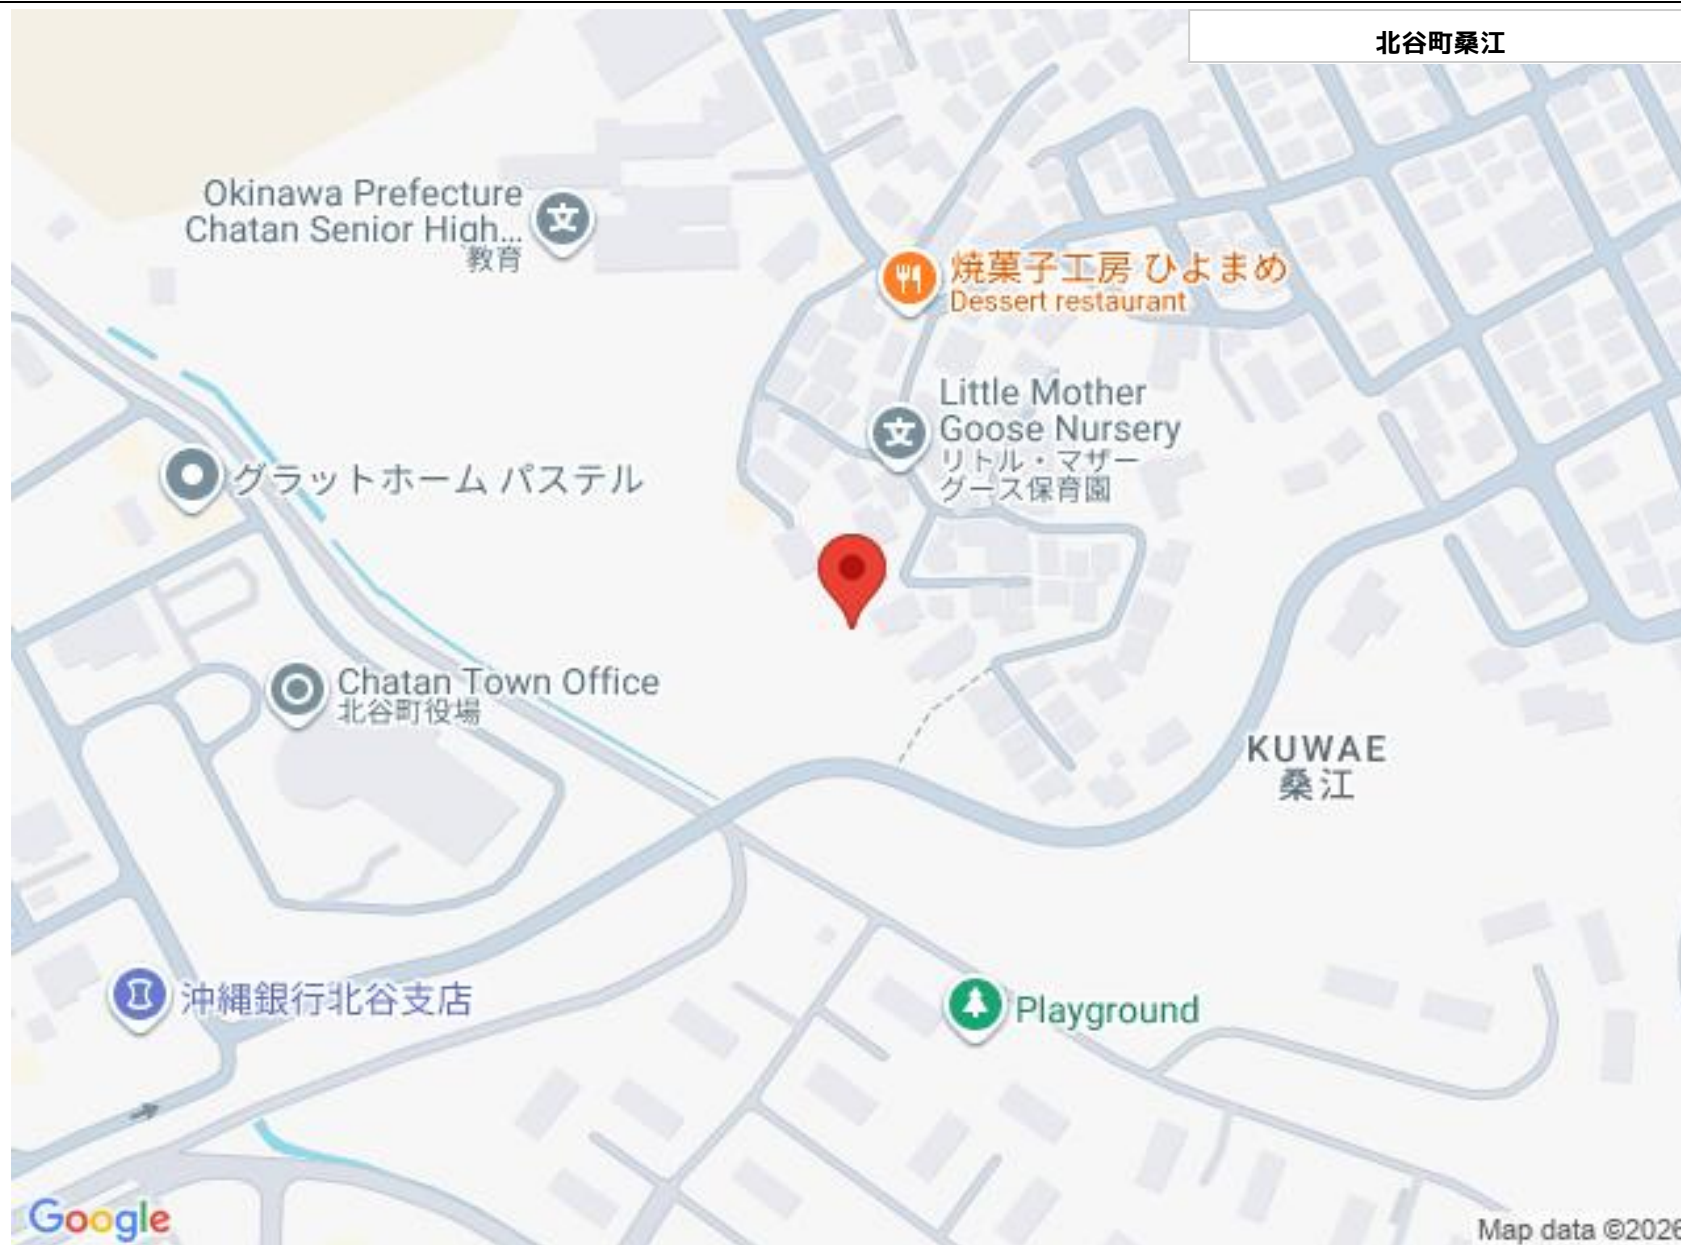 北谷町桑江
Okinawa Prefecture
Chatan Senior High...
教育
焼菓子工房 ひよまめ
Dessert restaurant
Little Mother
Goose Nursery
リトル・マザー
グース保育園
グラットホーム パステル
Chatan Town Office
北谷町役場
KUWAE
桑江
沖縄銀行北谷支店
Playground
Google
Map data ©2026